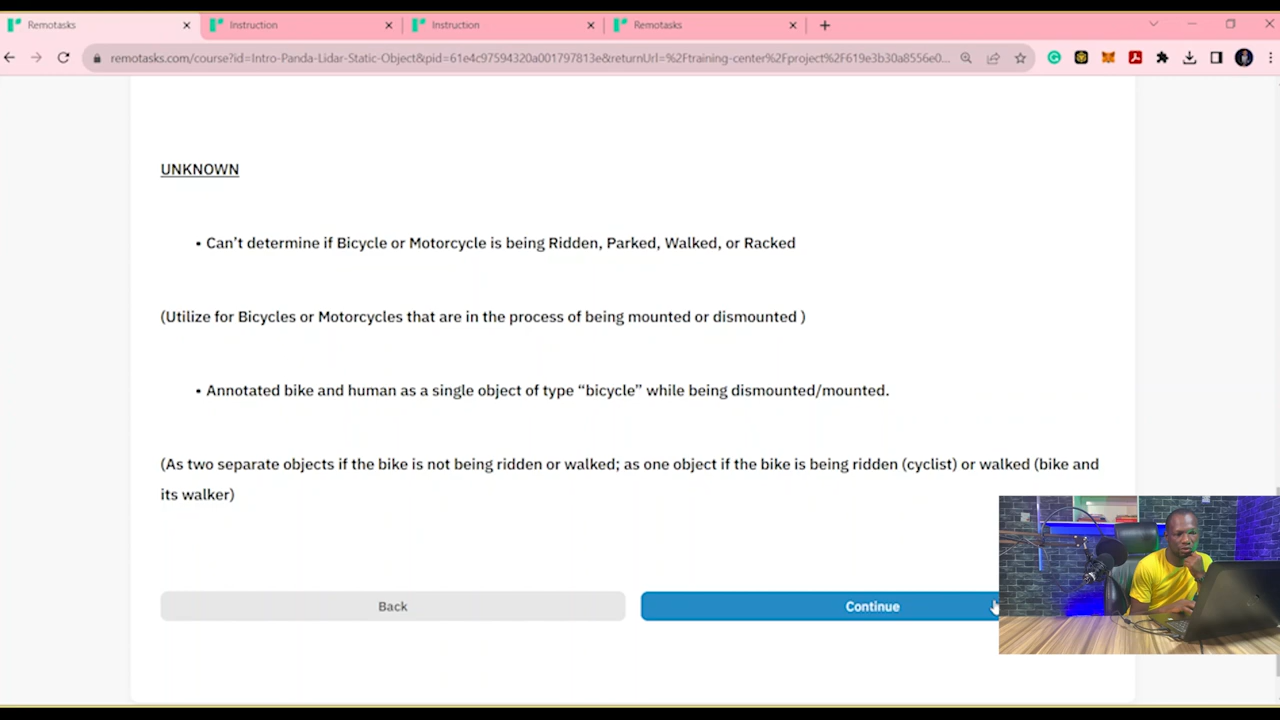 Remotasks
Instruction
Instruction
Remotasks
remotasks.com/course?id=Intro-Panda-Lidar-Static-Object&pid=61e4c97594320a001797813e&returnUrl=%2Ftraining-center%2Fproject%2F619e3b30a8556e0...
UNKNOWN
• Can’t determine if Bicycle or Motorcycle is being Ridden, Parked, Walked, or Racked
(Utilize for Bicycles or Motorcycles that are in the process of being mounted or dismounted )
• Annotated bike and human as a single object of type “bicycle” while being dismounted/mounted.
(As two separate objects if the bike is not being ridden or walked; as one object if the bike is being ridden (cyclist) or walked (bike and
its walker)
Back
Continue